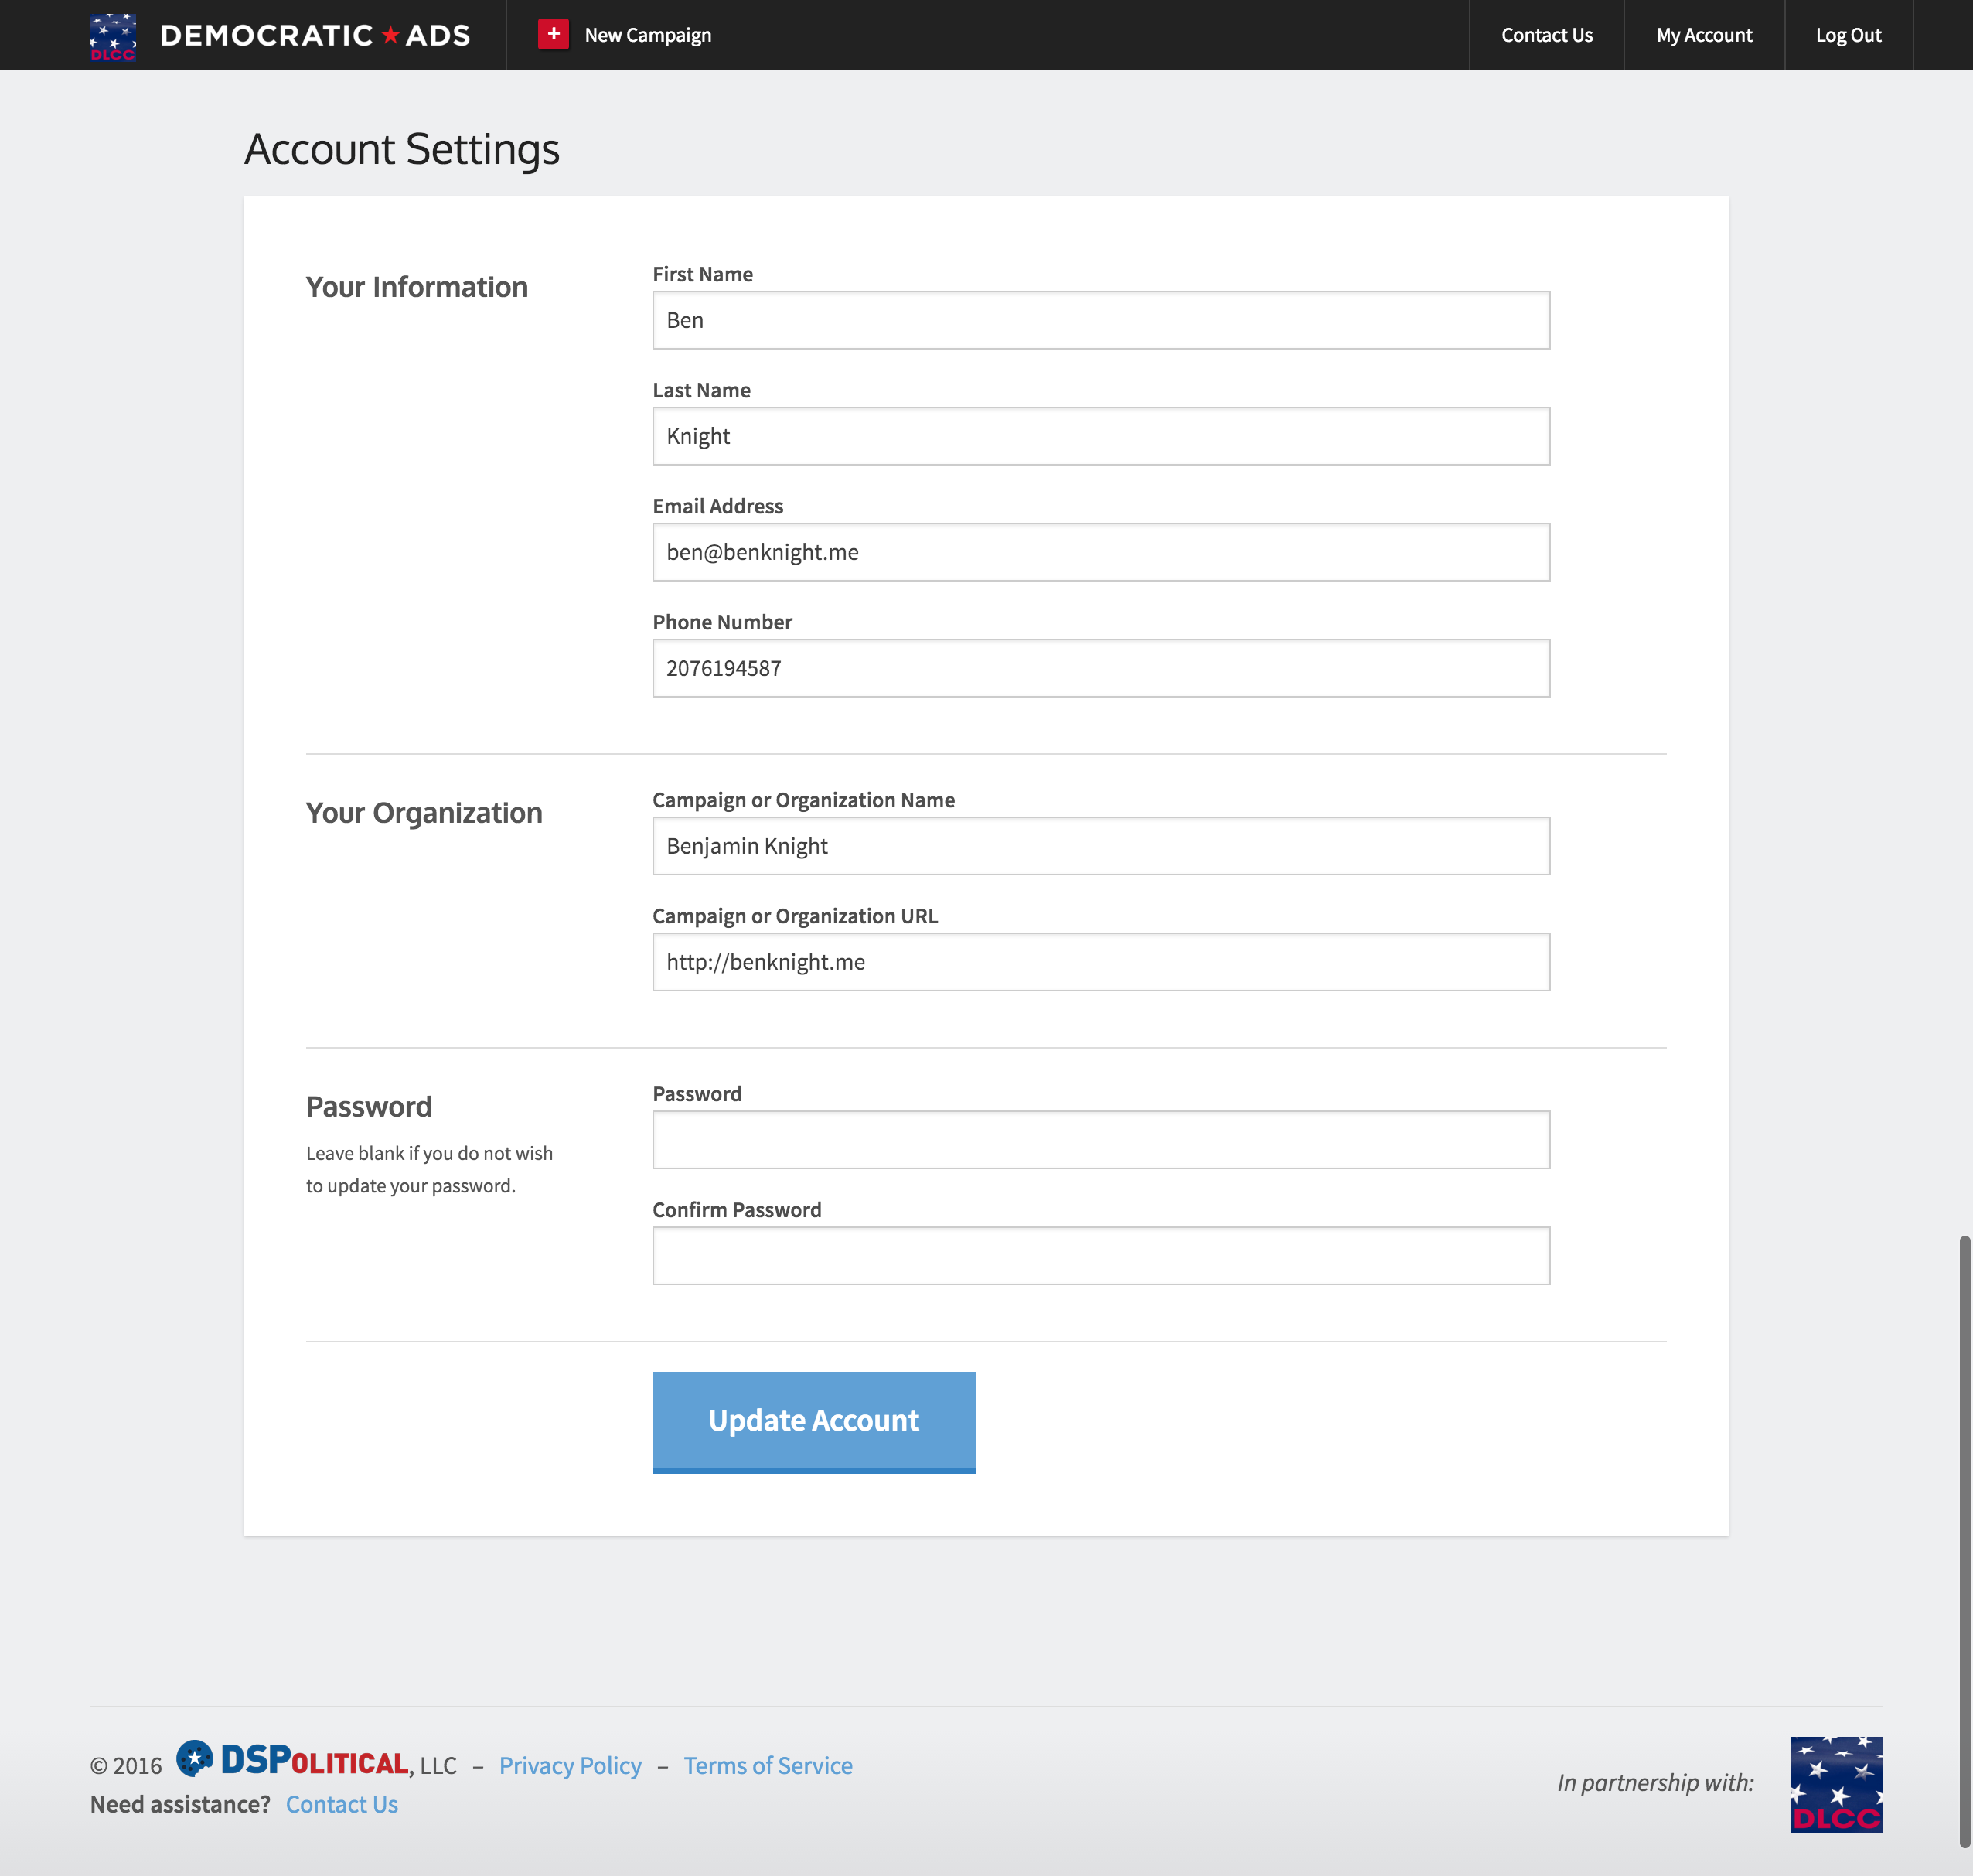 DLCC DEMOCRATIC ADS + New Campaign Contact Us My Account Log Out
Account Settings
Your Information
First Name
Ben
Last Name
Knight
Email Address
ben@benknight.me
Phone Number
2076194587
Your Organization
Campaign or Organization Name
Benjamin Knight
Campaign or Organization URL
http://benknight.me
Password
Leave blank if you do not wish
to update your password.
Password
Confirm Password
Update Account
© 2016 DSPOLITICAL, LLC – Privacy Policy – Terms of Service
Need assistance? Contact Us
In partnership with:
DLCC